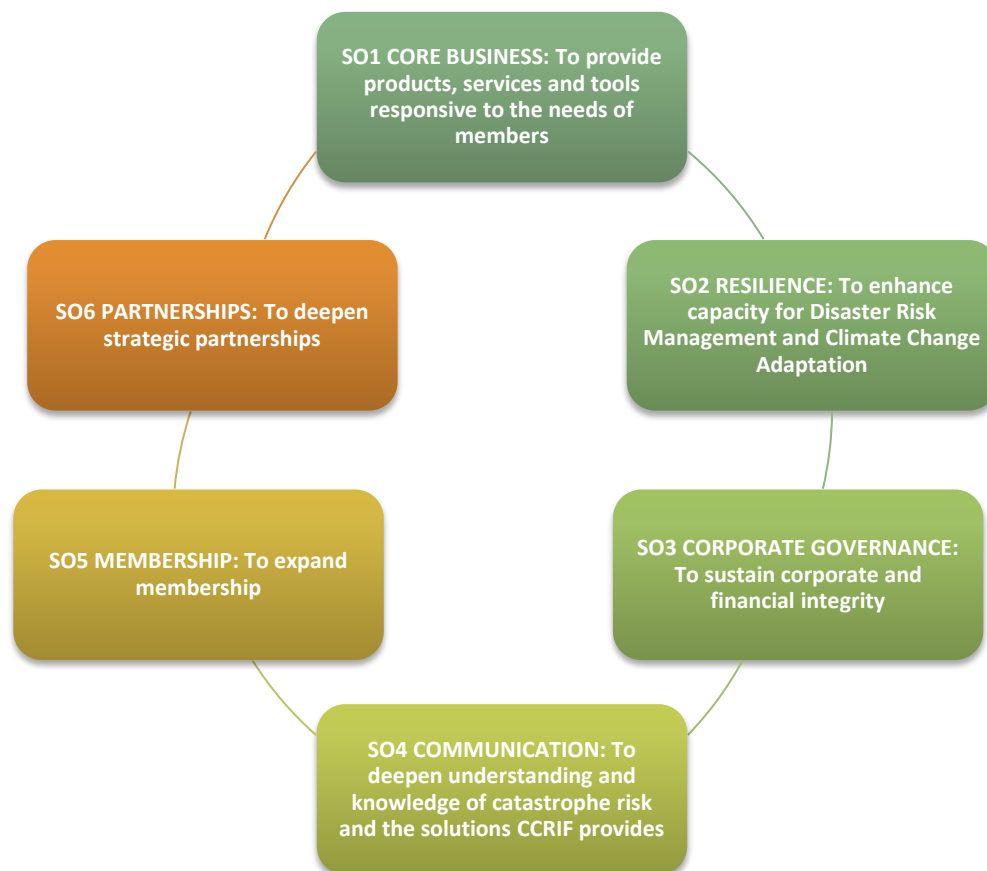 SO1 CORE BUSINESS: To provide
products, services and tools
responsive to the needs of
members
SO2 RESILIENCE: To enhance
capacity for Disaster Risk
Management and Climate Change
Adaptation
SO3 CORPORATE GOVERNANCE:
To sustain corporate and
financial integrity
SO4 COMMUNICATION: To
deepen understanding and
knowledge of catastrophe risk
and the solutions CCRIF provides
SO5 MEMBERSHIP: To expand
membership
SO6 PARTNERSHIPS: To deepen
strategic partnerships